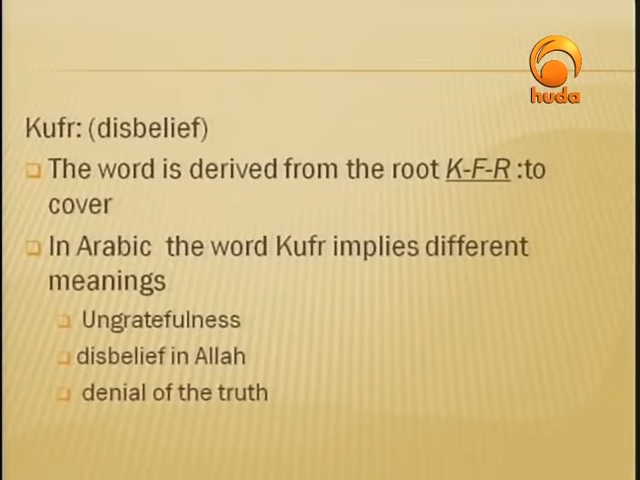 huda
Kufr: (disbelief)
The word is derived from the root K-F-R :to
cover
In Arabic the word Kufr implies different
meanings
Ungratefulness
disbelief in Allah
denial of the truth